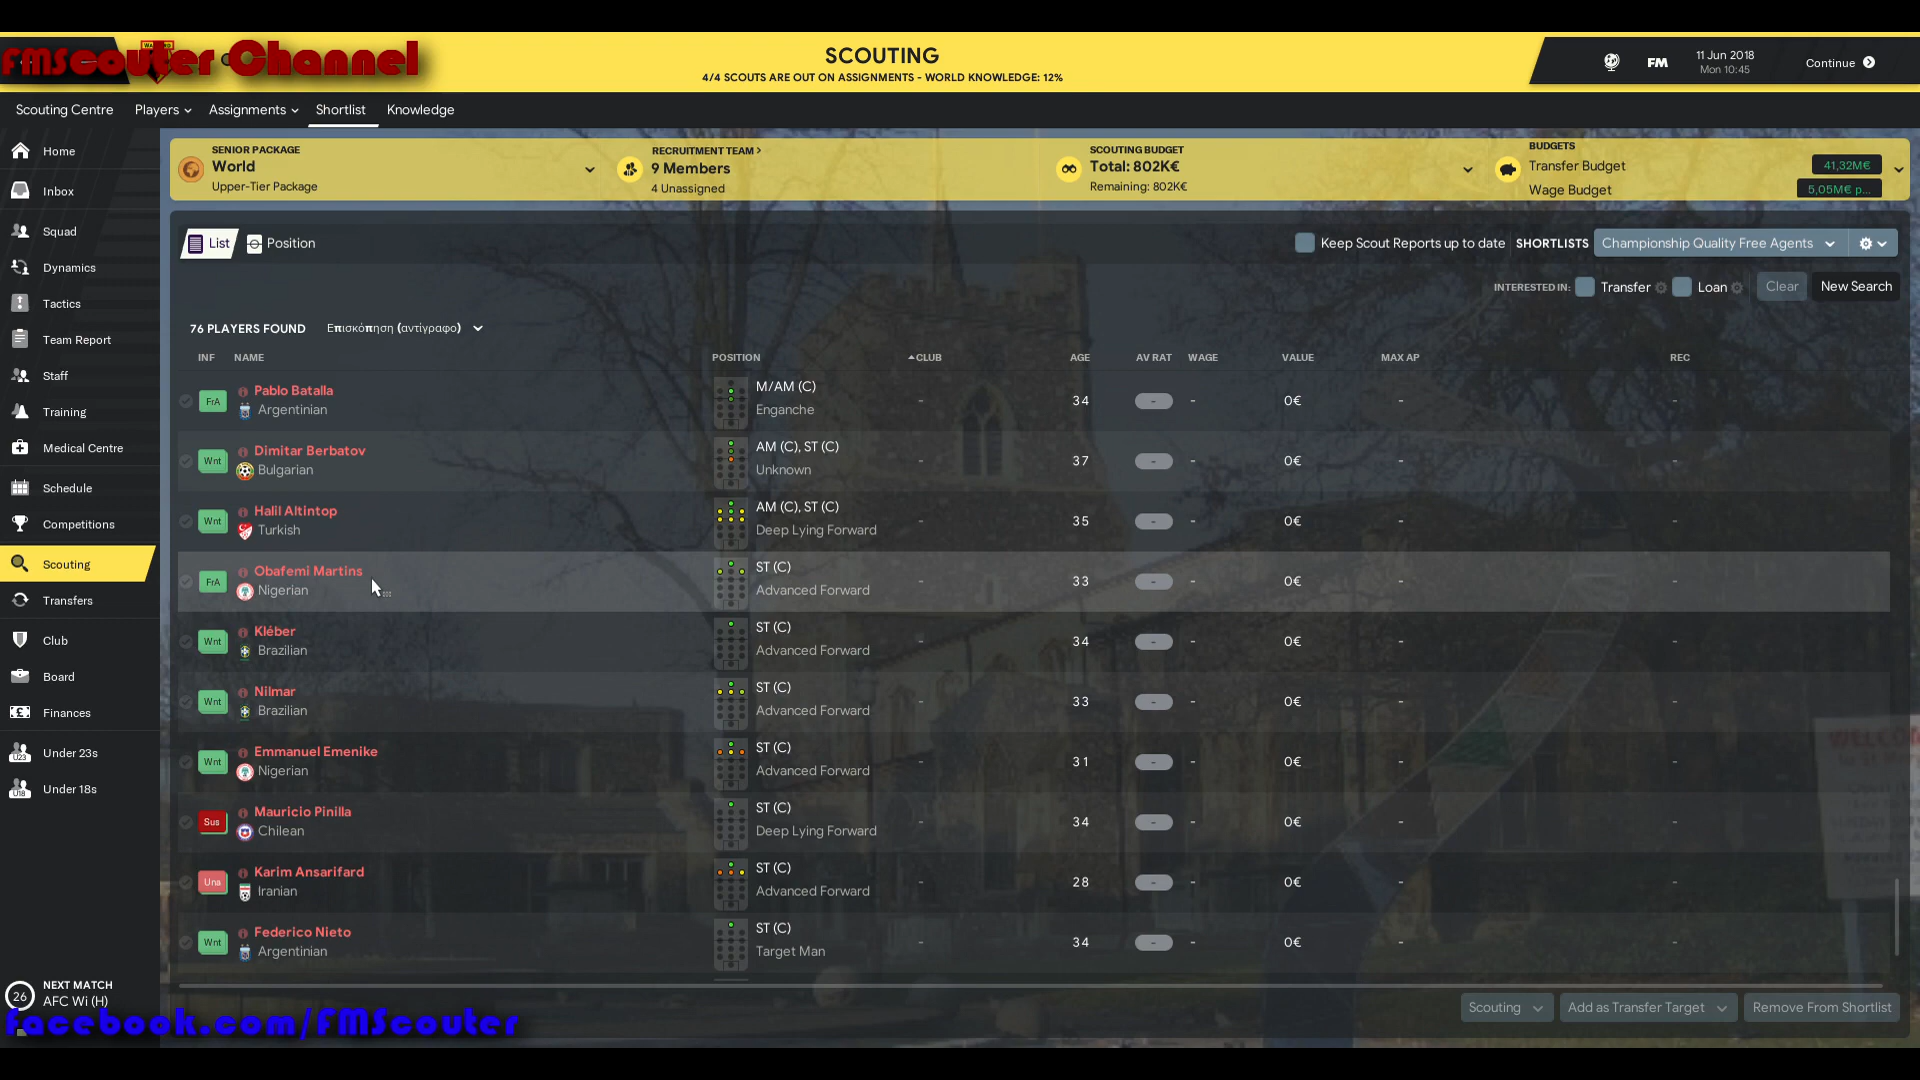 FMScouter Channel
SCOUTING
4/4 SCOUTS ARE OUT ON ASSIGNMENTS - WORLD KNOWLEDGE: 12%
FM
11 Jun 2018
Mon 10:45
Continue
Scouting Centre Players Assignments Shortlist Knowledge
Home
Inbox
Squad
Dynamics
Tactics
Team Report
Staff
Training
Medical Centre
Schedule
Competitions
Scouting
Transfers
Club
Board
Finances
Under 23s
Under 18s
NEXT MATCH
26 AFC Wi (H)
facebook.com/FMScouter
SENIOR PACKAGE
World
Upper-Tier Package
RECRUITMENT TEAM >
9 Members
4 Unassigned
SCOUTING BUDGET
Total: 802K€
Remaining: 802K€
BUDGETS
Transfer Budget 41,32M€
Wage Budget 5,05M€ p...
List Position
Keep Scout Reports up to date SHORTLISTS Championship Quality Free Agents
INTERESTED IN: Transfer Loan Clear New Search
76 PLAYERS FOUND Επισκόπηση (αντίγραφο)
INF NAME POSITION CLUB AGE AV RAT WAGE VALUE MAX AP REC
FrA Pablo Batalla M/AM (C) - 34 - - 0€ - -
Argentinian Enganche
Wnt Dimitar Berbatov AM (C), ST (C) - 37 - - 0€ - -
Bulgarian Unknown
Wnt Halil Altintop AM (C), ST (C) - 35 - - 0€ - -
Turkish Deep Lying Forward
FrA Obafemi Martins ST (C) - 33 - - 0€ - -
Nigerian Advanced Forward
Wnt Kléber ST (C) - 34 - - 0€ - -
Brazilian Advanced Forward
Wnt Nilmar ST (C) - 33 - - 0€ - -
Brazilian Advanced Forward
Wnt Emmanuel Emenike ST (C) - 31 - - 0€ - -
Nigerian Advanced Forward
Sus Mauricio Pinilla ST (C) - 34 - - 0€ - -
Chilean Deep Lying Forward
Una Karim Ansarifard ST (C) - 28 - - 0€ - -
Iranian Advanced Forward
Wnt Federico Nieto ST (C) - 34 - - 0€ - -
Argentinian Target Man
Scouting Add as Transfer Target Remove From Shortlist